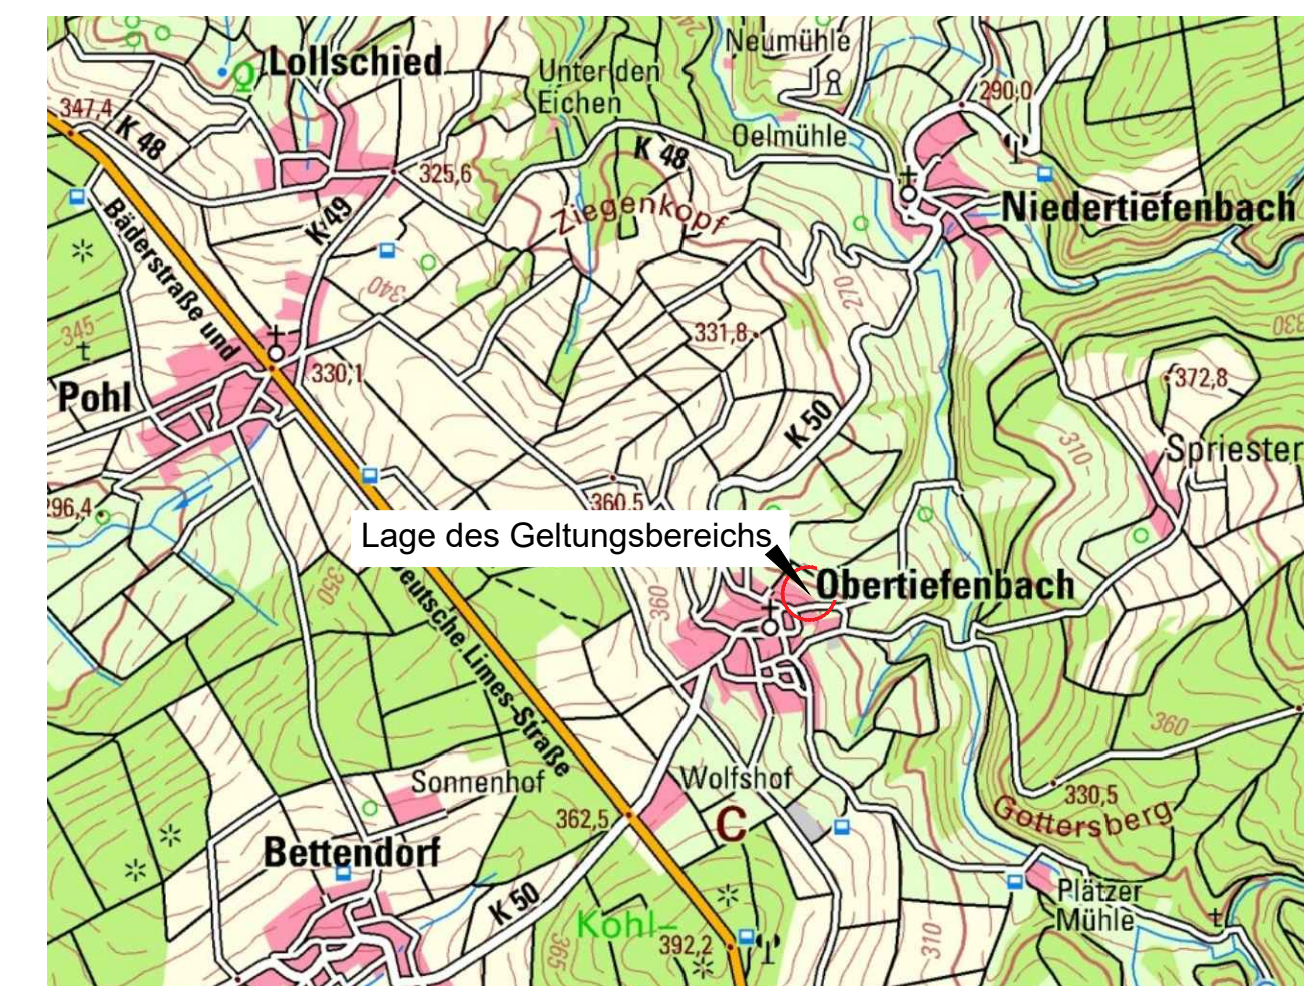 Lollschied
Neumühle
Unter den
Eichen
347,4
K 48
290,0
Oelmühle
K 48
325,6
Ziegenkopf
Niedertiefenbach
K 49
Bäderstraße und
340
270
345
331,8
330
330,1
Pohl
372,8
K 50
310
Spriester
296,4
360,5
Lage des Geltungsbereichs
Deutsche Limes-Straße
350
360
Obertiefenbach
360
Sonnenhof
Wolfshof
330,5
Gottersberg
362,5
C
Bettendorf
K 50
Plätzer
Mühle
Kohl-
392,2
365
310